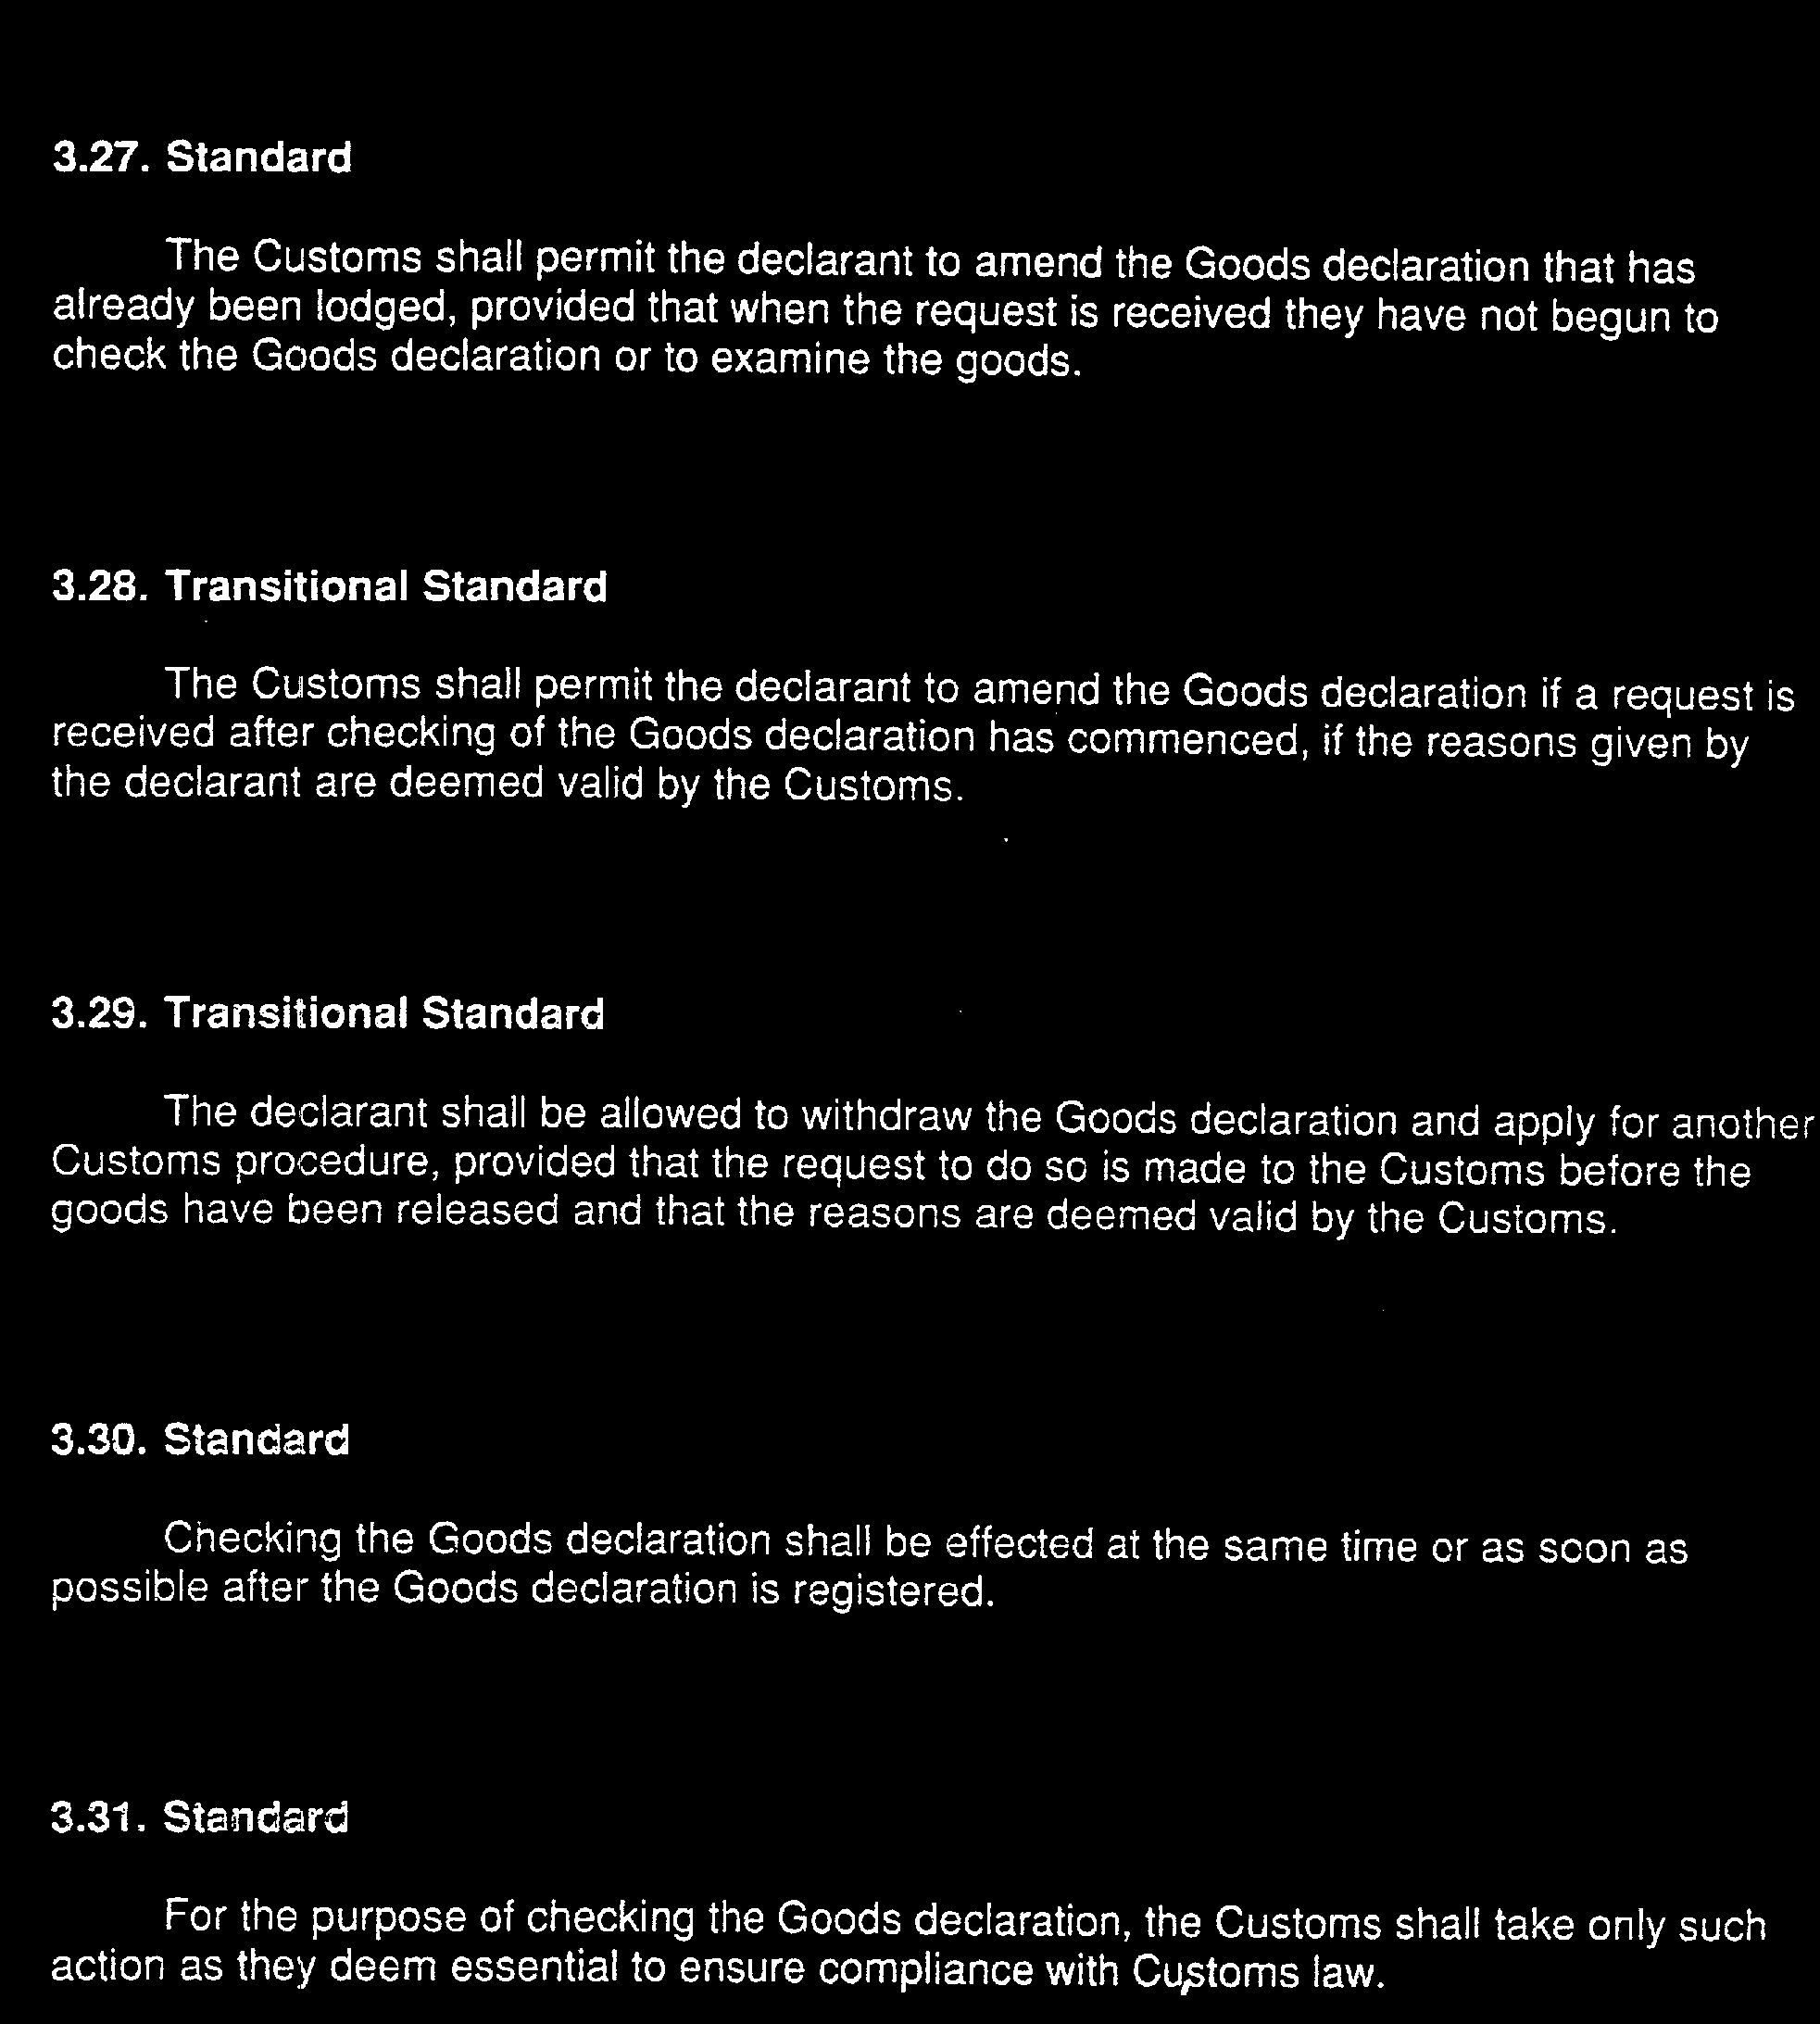 3.27. Standard
The Customs shall permit the declarant to amend the Goods declaration that has
already been lodged, provided that when the request is received they have not begun to
check the Goods declaration or to examine the goods.
3.28. Transitional Standard
The Customs shall permit the declarant to amend the Goods declaration if a request is
received after checking of the Goods declaration has commenced, if the reasons given by
the declarant are deemed valid by the Customs.
3.29. Transitional Standard
The declarant shall be allowed to withdraw the Goods declaration and apply for another
Customs procedure, provided that the request to do so is made to the Customs before the
goods have been released and that the reasons are deemed valid by the Customs.
3.30. Standard
Checking the Goods declaration shall be effected at the same time or as soon as
possible after the Goods declaration is registered.
3.31. Standard
For the purpose of checking the Goods declaration, the Customs shall take only such
action as they deem essential to ensure compliance with Customs law.